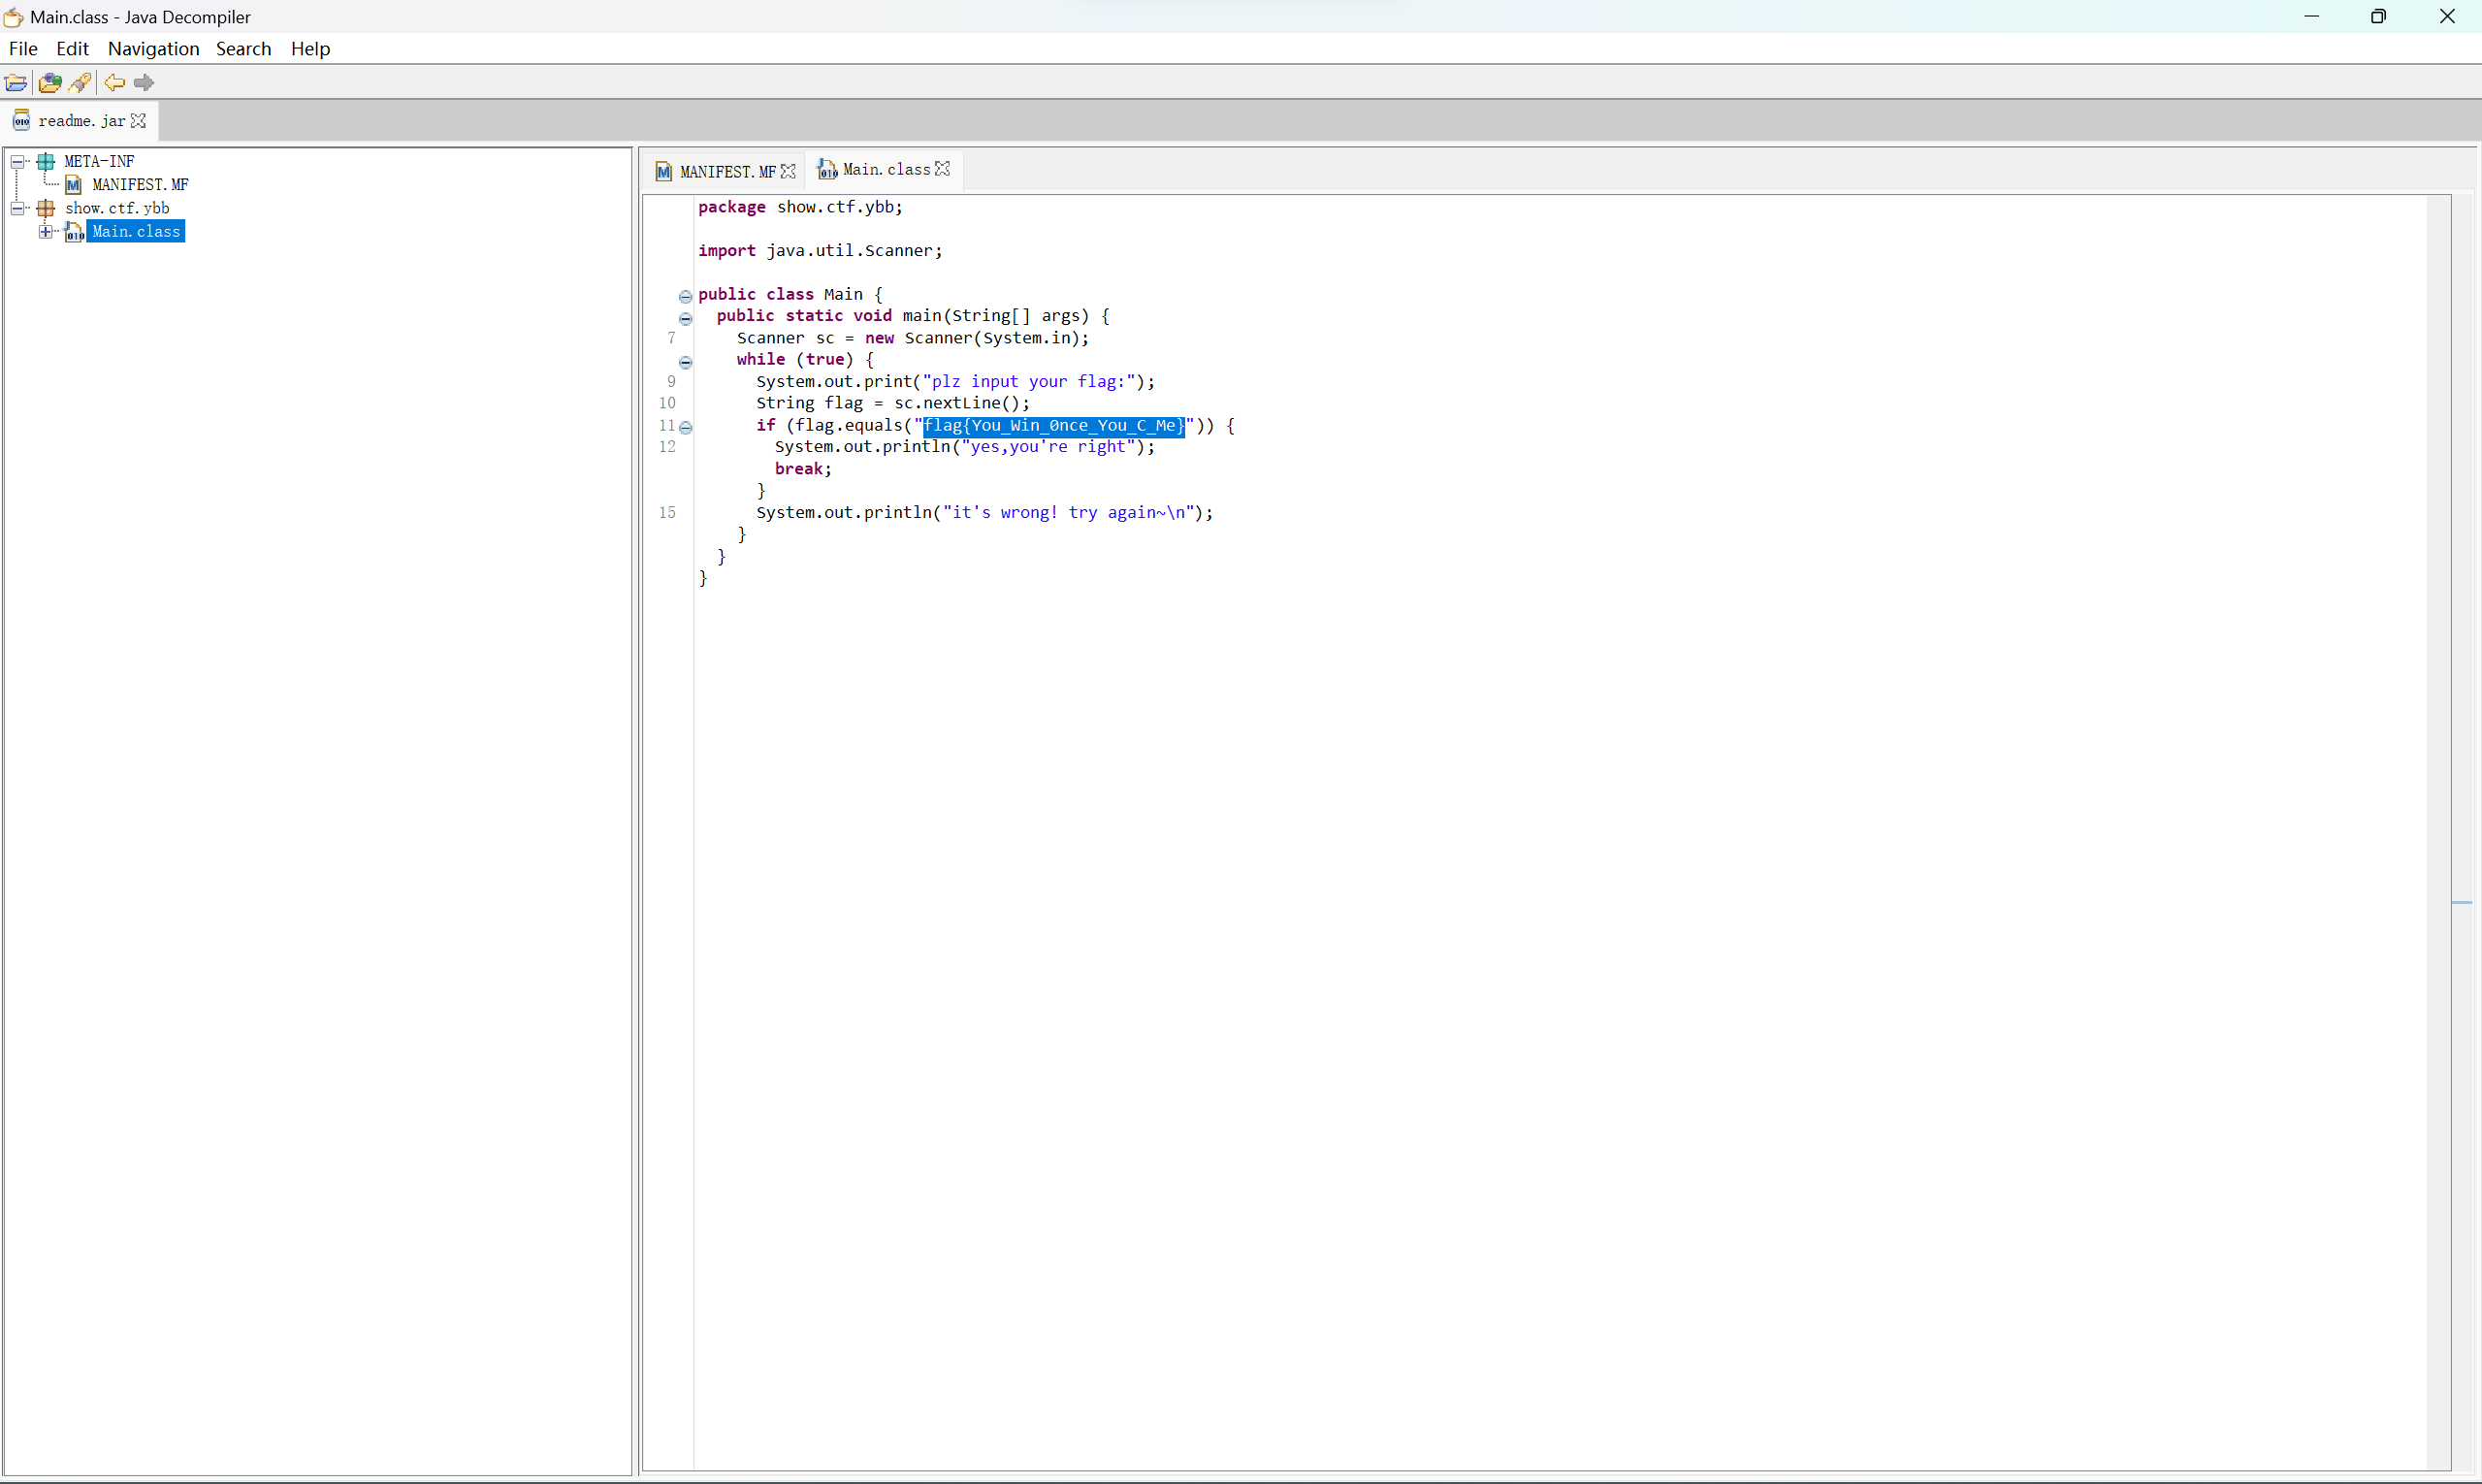 Main.class - Java Decompiler
File Edit Navigation Search Help
readme.jar
META-INF
MANIFEST.MF
show.ctf.ybb
Main.class
MANIFEST.MF Main.class
package show.ctf.ybb;
import java.util.Scanner;
public class Main {
public static void main(String[] args) {
7 Scanner sc = new Scanner(System.in);
while (true) {
9 System.out.print("plz input your flag:");
10 String flag = sc.nextLine();
11 if (flag.equals("flag{You_Win_0nce_You_C_Me}")) {
12 System.out.println("yes,you're right");
break;
}
15 System.out.println("it's wrong! try again~\n");
}
}
}